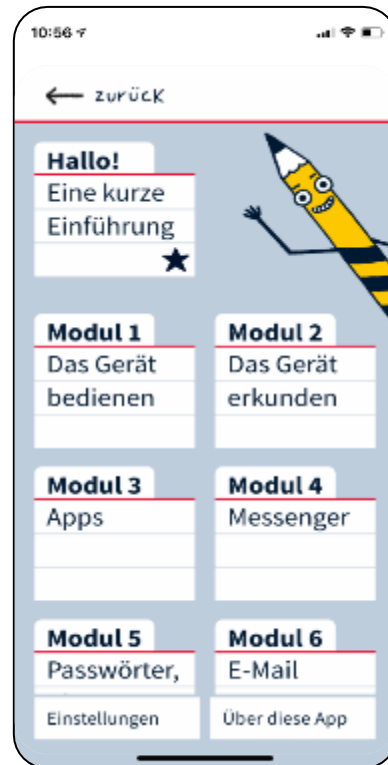 10:56
zurück
Hallo!
Eine kurze
Einführung
Modul 1
Das Gerät
bedienen
Modul 2
Das Gerät
erkunden
Modul 3
Apps
Modul 4
Messenger
Modul 5
Passwörter,
Modul 6
E-Mail
Einstellungen
Über diese App